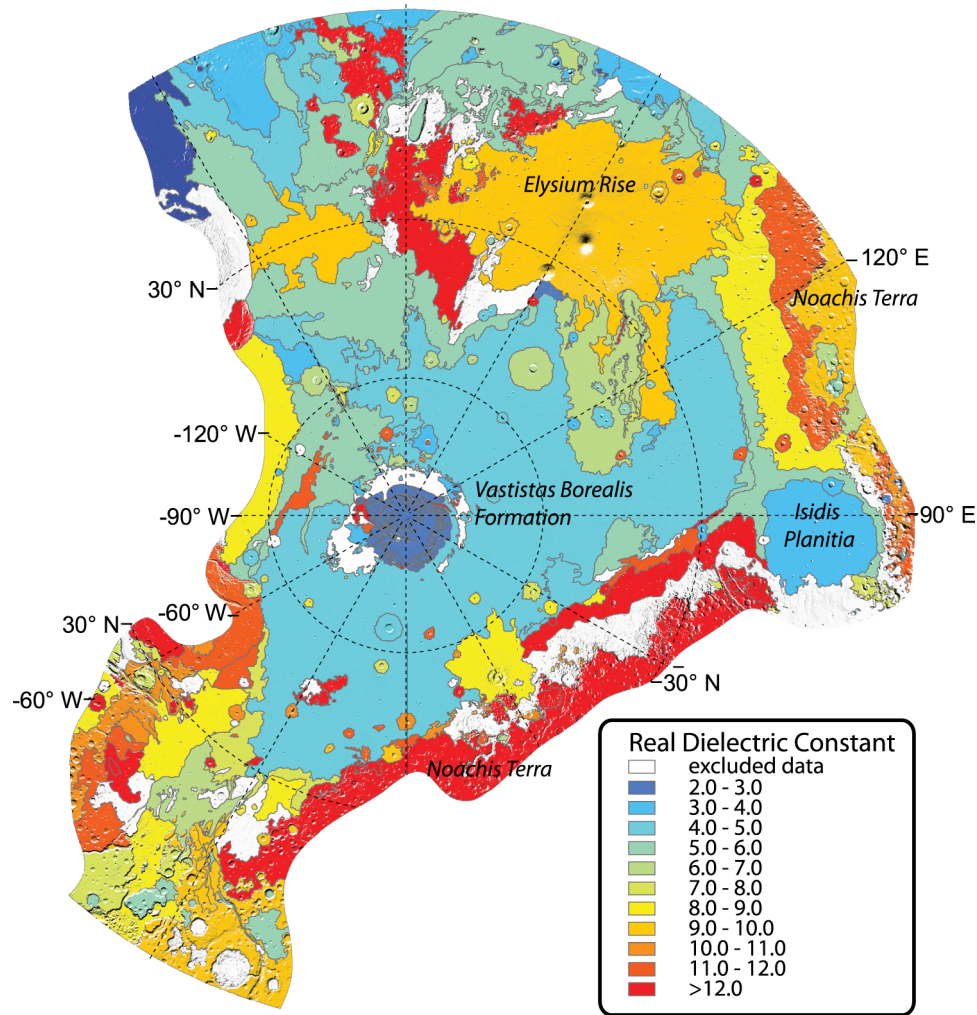 Elysium Rise
120° E
30° N
Noachis Terra
-120° W
Vastistas Borealis
Formation
-90° W
Isidis
Planitia
90° E
-60° W
30° N
-60° W
30° N
Noachis Terra
Real Dielectric Constant
excluded data
2.0 - 3.0
3.0 - 4.0
4.0 - 5.0
5.0 - 6.0
6.0 - 7.0
7.0 - 8.0
8.0 - 9.0
9.0 - 10.0
10.0 - 11.0
11.0 - 12.0
>12.0